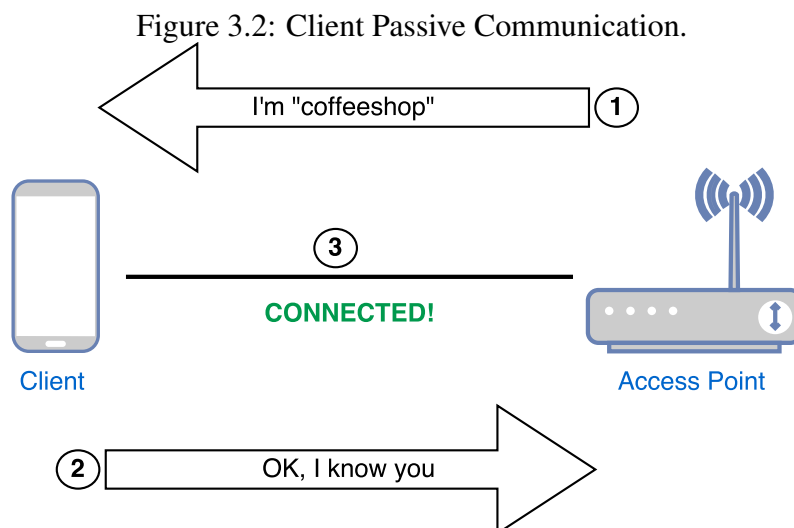 Figure 3.2: Client Passive Communication.
I'm "coffeeshop"
1
3
CONNECTED!
Client
Access Point
2
OK, I know you